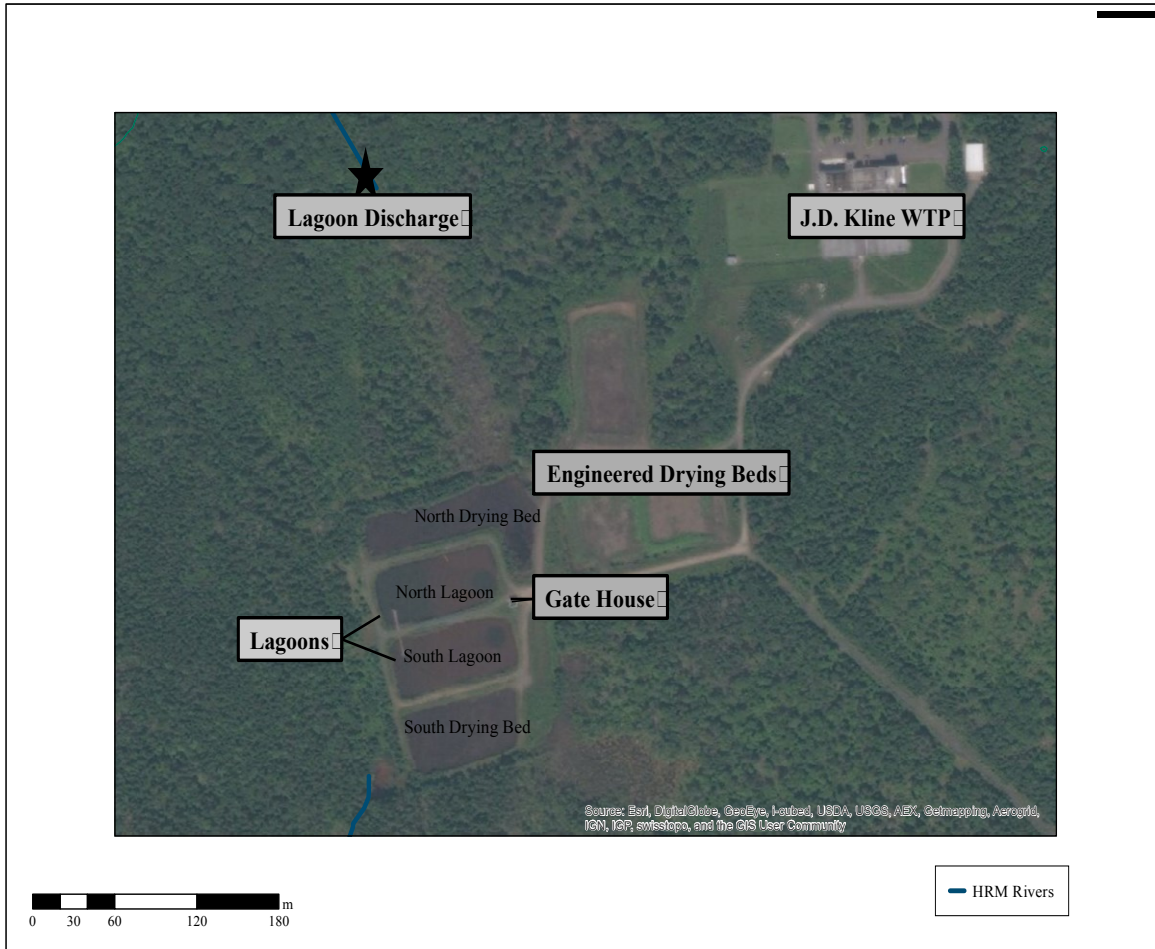 Lagoon Discharge
J.D. Kline WTP
Engineered Drying Beds
North Drying Bed
North Lagoon
Gate House
Lagoons
South Lagoon
South Drying Bed
Source: Esri, DigitalGlobe, GeoEye, i-cubed, USDA, USGS, AEX, Getmapping, Aerogrid,
IGN, IGP, swisstopo, and the GIS User Community
HRM Rivers
m
0 30 60 120 180